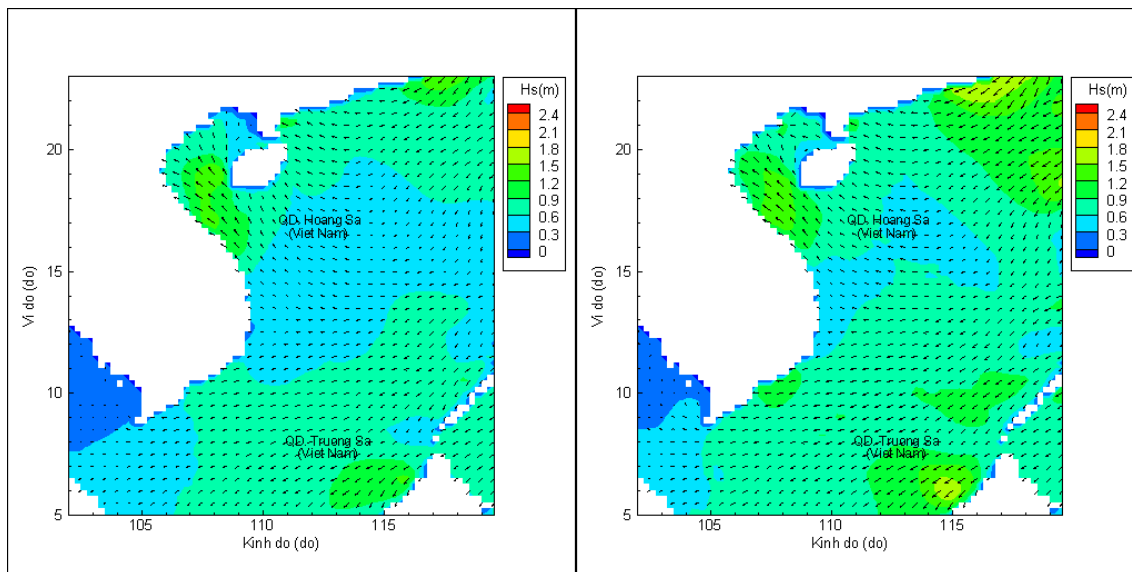 Hs(m)
2.4
2.1
1.8
1.5
1.2
0.9
0.6
0.3
0
20
15
10
5
Vi do (do)
QD. Hoang Sa
(Viet Nam)
QD. Truong Sa
(Viet Nam)
105
110
115
Kinh do (do)
Hs(m)
2.4
2.1
1.8
1.5
1.2
0.9
0.6
0.3
0
20
15
10
5
Vi do (do)
QD. Hoang Sa
(Viet Nam)
QD. Truong Sa
(Viet Nam)
105
110
115
Kinh do (do)